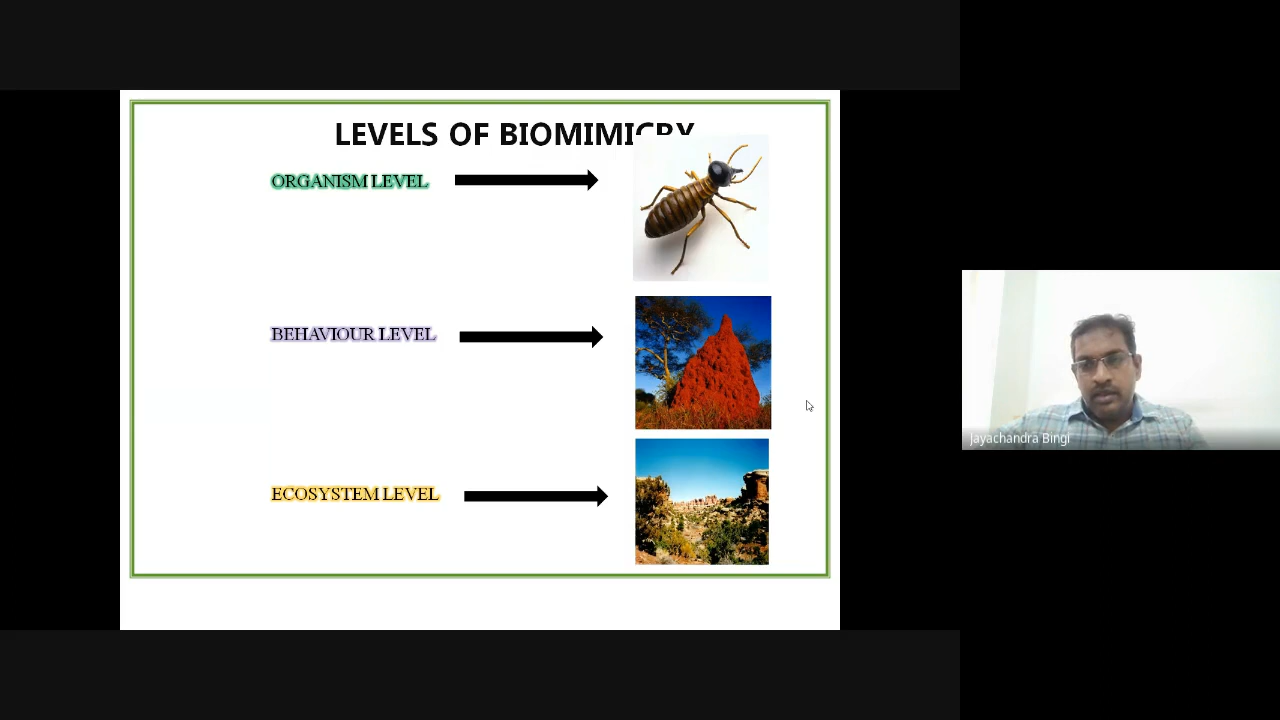 LEVELS OF BIOMIMICRY
ORGANISM LEVEL
BEHAVIOUR LEVEL
ECOSYSTEM LEVEL
Jayachandra Bingi